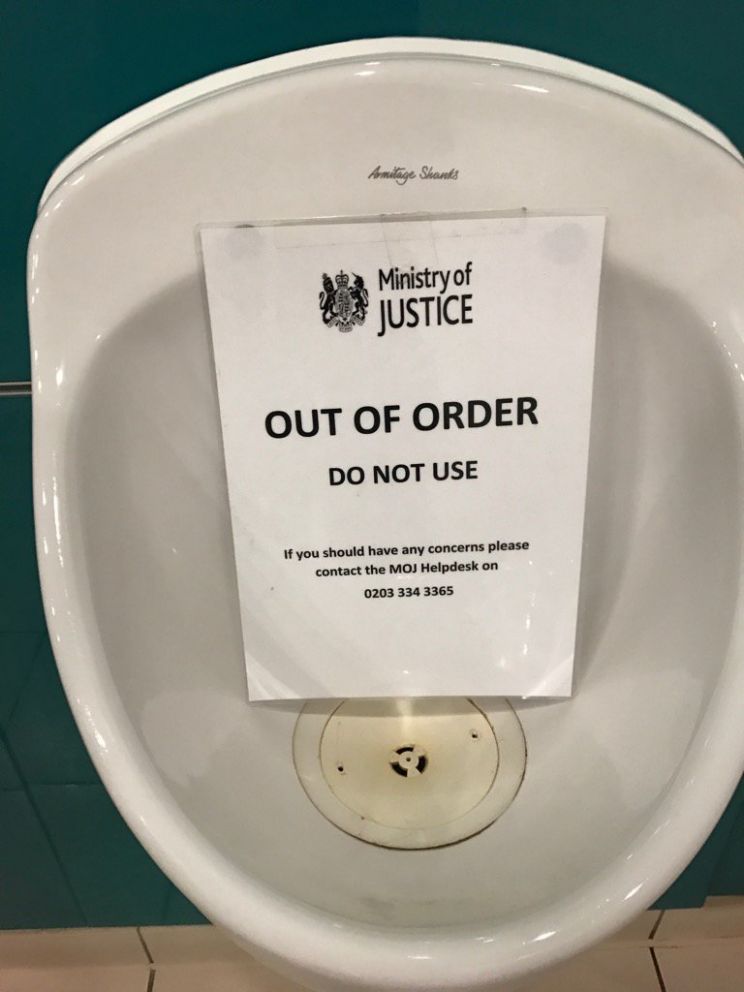 Armitage Shanks
Ministry of
JUSTICE
OUT OF ORDER
DO NOT USE
If you should have any concerns please
contact the MOJ Helpdesk on
0203 334 3365